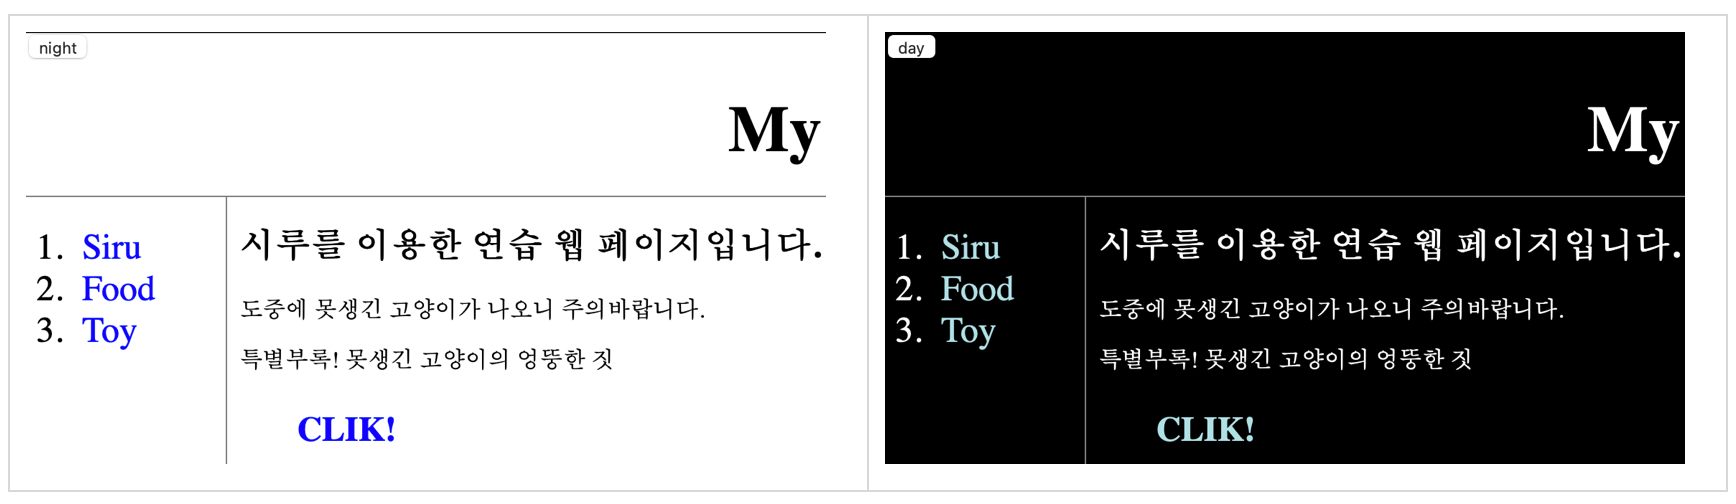 night
My
1. Siru
2. Food
3. Toy
시루를 이용한 연습 웹 페이지입니다.
도중에 못생긴 고양이가 나오니 주의바랍니다.
특별부록! 못생긴 고양이의 엉뚱한 짓
CLIK!
day
My
1. Siru
2. Food
3. Toy
시루를 이용한 연습 웹 페이지입니다.
도중에 못생긴 고양이가 나오니 주의바랍니다.
특별부록! 못생긴 고양이의 엉뚱한 짓
CLIK!